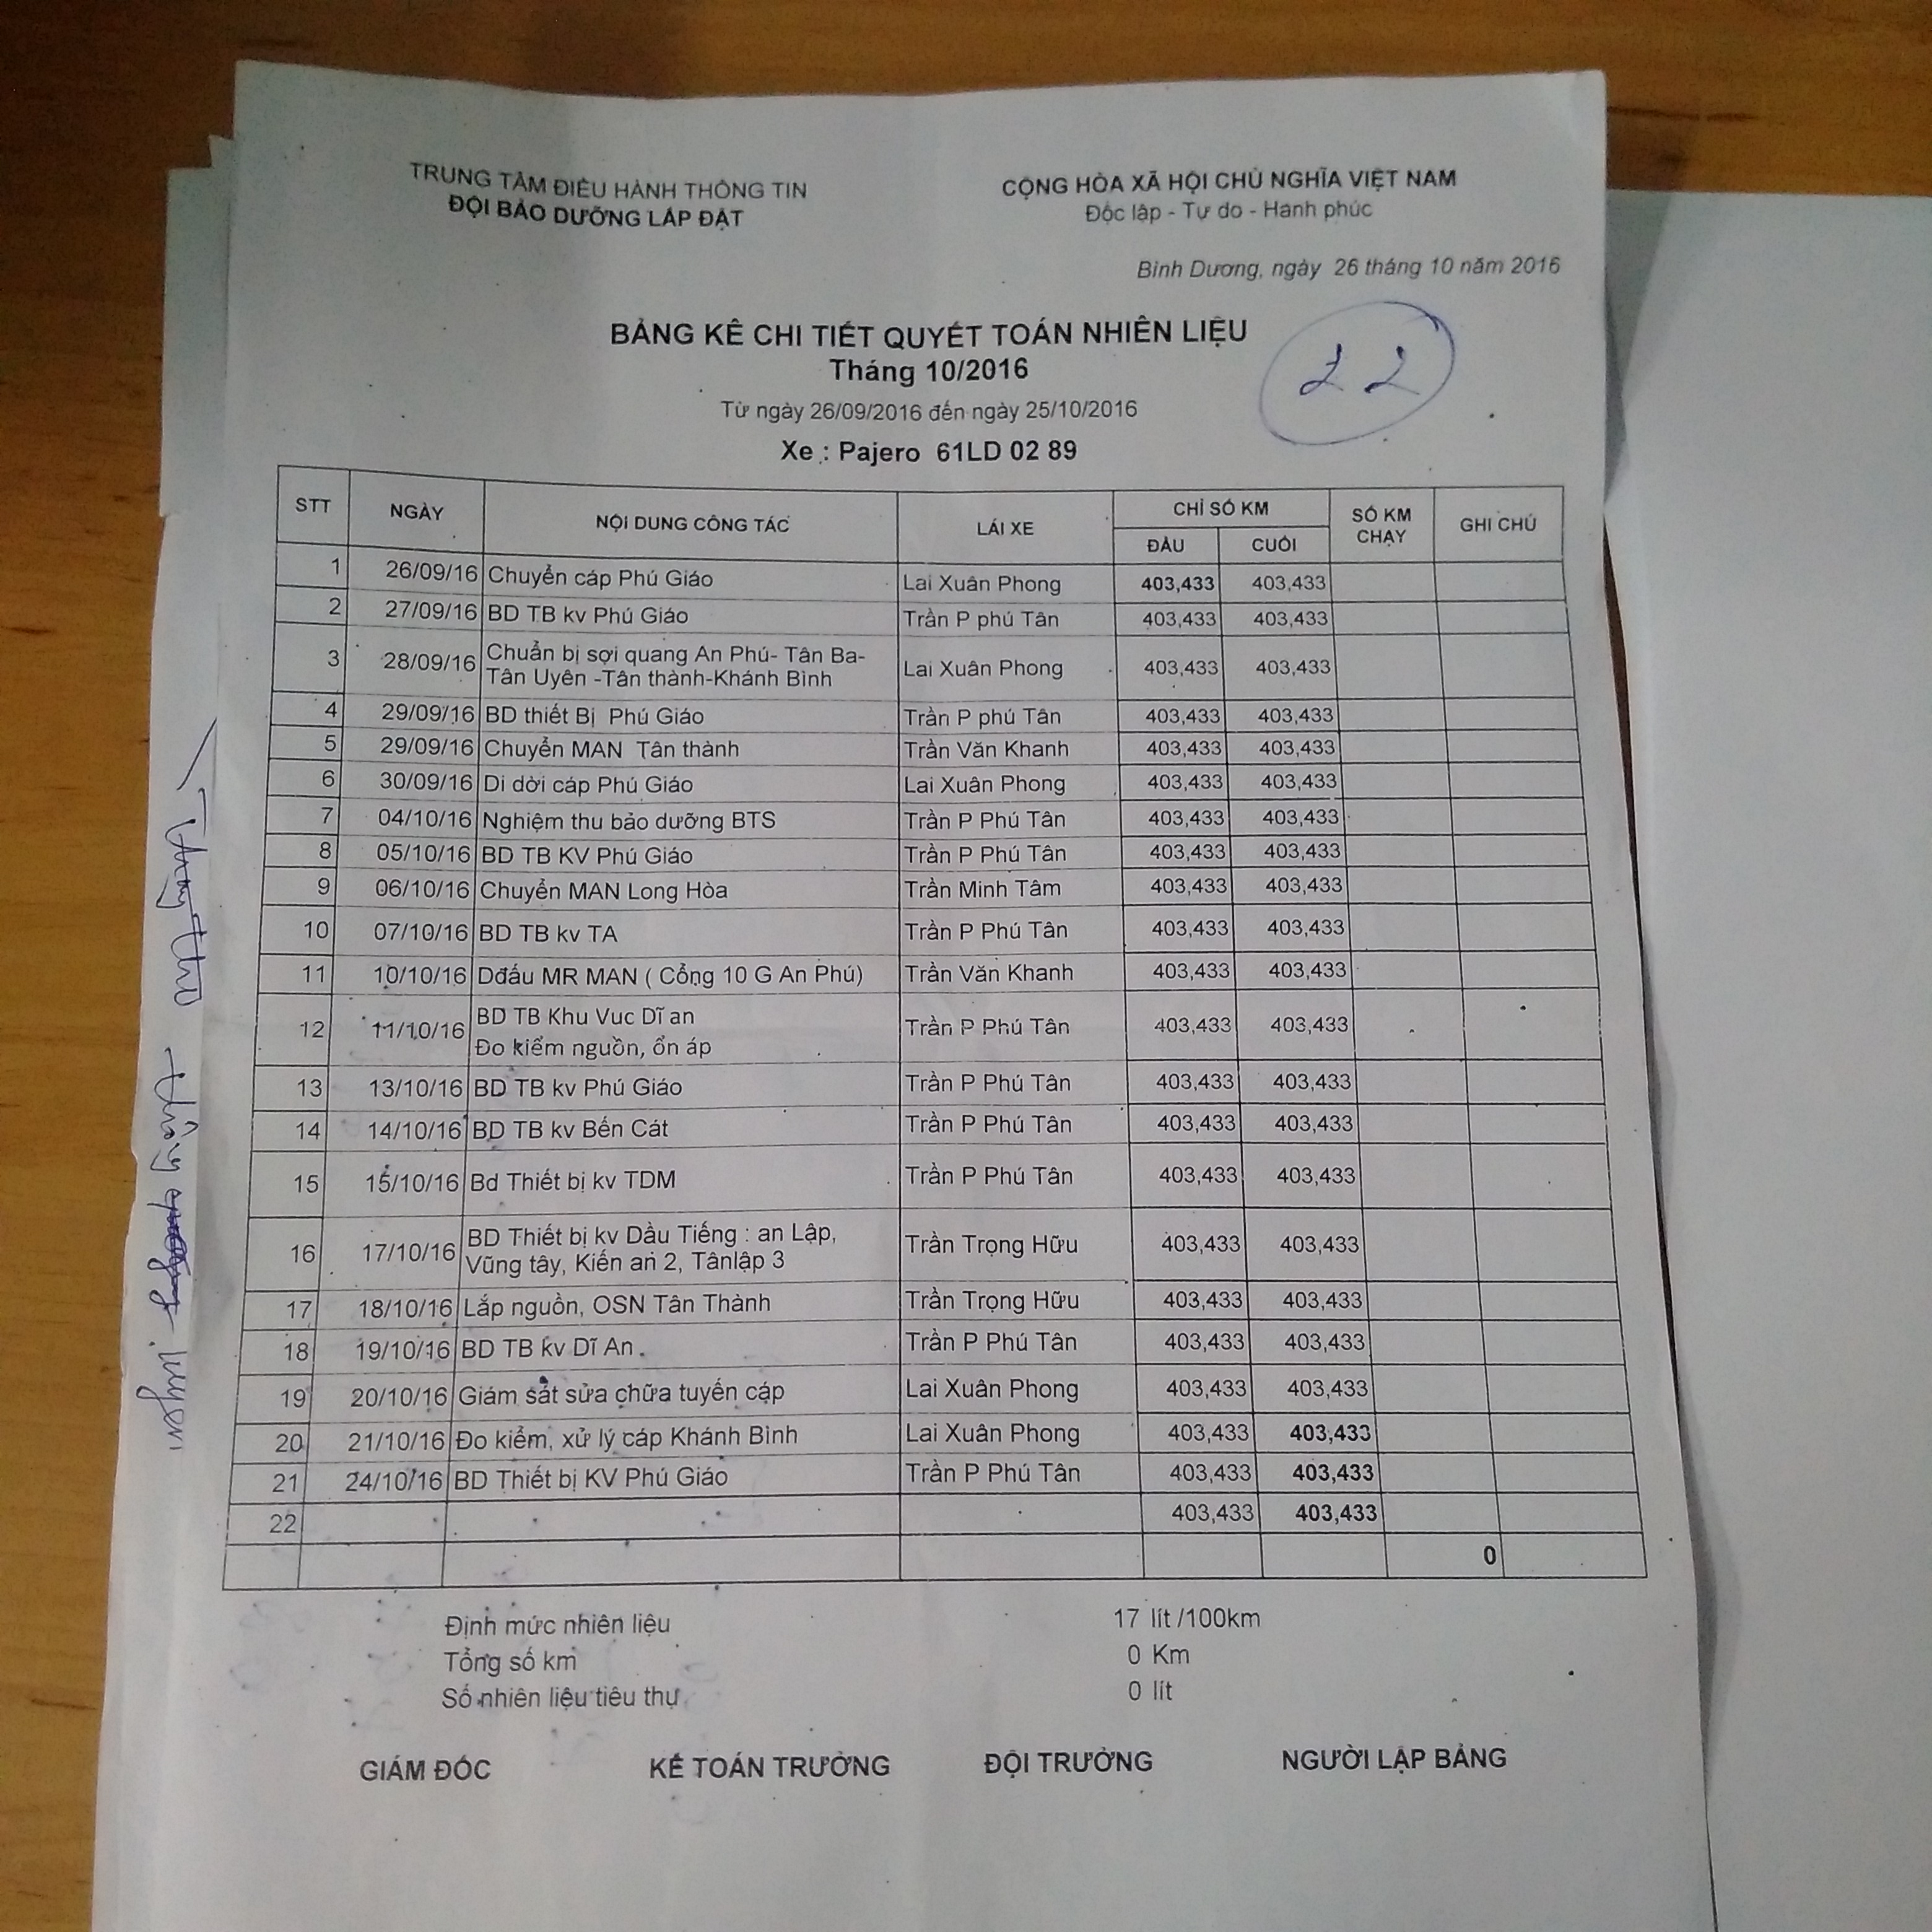 TRUNG TÂM ĐIỀU HÀNH THÔNG TIN
ĐỘI BẢO DƯỠNG LẮP ĐẶT
CỘNG HÒA XÃ HỘI CHỦ NGHĨA VIỆT NAM
Độc lập - Tự do - Hạnh phúc
Bình Dương, ngày 26 tháng 10 năm 2016
BẢNG KÊ CHI TIẾT QUYẾT TOÁN NHIÊN LIỆU
Tháng 10/2016
22
Từ ngày 26/09/2016 đến ngày 25/10/2016
Xe : Pajero 61LD 02 89
STT NGÀY NỘI DUNG CÔNG TÁC LÁI XE CHỈ SỐ KM SỐ KM CHẠY GHI CHÚ
ĐẦU CUỐI
1 26/09/16 Chuyển cáp Phú Giáo Lai Xuân Phong 403,433 403,433
2 27/09/16 BD TB kv Phú Giáo Trần P phú Tân 403,433 403,433
3 28/09/16 Chuẩn bị sợi quang An Phú- Tân Ba- Lai Xuân Phong 403,433 403,433
Tân Uyên -Tân thành-Khánh Bình
4 29/09/16 BD thiết Bị Phú Giáo Trần P phú Tân 403,433 403,433
5 29/09/16 Chuyển MAN Tân thành Trần Văn Khanh 403,433 403,433
6 30/09/16 Di dời cáp Phú Giáo Lai Xuân Phong 403,433 403,433
7 04/10/16 Nghiệm thu bảo dưỡng BTS Trần P Phú Tân 403,433 403,433
8 05/10/16 BD TB KV Phú Giáo Trần P Phú Tân 403,433 403,433
9 06/10/16 Chuyển MAN Long Hòa Trần Minh Tâm 403,433 403,433
10 07/10/16 BD TB kv TA Trần P Phú Tân 403,433 403,433
11 10/10/16 Dđấu MR MAN ( Cổng 10 G An Phú) Trần Văn Khanh 403,433 403,433
12 11/10/16 BD TB Khu Vuc Dĩ an Trần P Phú Tân 403,433 403,433
Đo kiểm nguồn, ổn áp
13 13/10/16 BD TB kv Phú Giáo Trần P Phú Tân 403,433 403,433
14 14/10/16 BD TB kv Bến Cát Trần P Phú Tân 403,433 403,433
15 15/10/16 Bd Thiết bị kv TDM Trần P Phú Tân 403,433 403,433
16 17/10/16 BD Thiết bị kv Dầu Tiếng : an Lập, Trần Trọng Hữu 403,433 403,433
Vũng tây, Kiến an 2, Tânlập 3
17 18/10/16 Lắp nguồn, OSN Tân Thành Trần Trọng Hữu 403,433 403,433
18 19/10/16 BD TB kv Dĩ An Trần P Phú Tân 403,433 403,433
19 20/10/16 Giám sát sửa chữa tuyến cáp Lai Xuân Phong 403,433 403,433
20 21/10/16 Đo kiểm, xử lý cáp Khánh Bình Lai Xuân Phong 403,433 403,433
21 24/10/16 BD Thiết bị KV Phú Giáo Trần P Phú Tân 403,433 403,433
22 403,433 403,433
0
Định mức nhiên liệu 17 lít /100km
Tổng số km 0 Km
Số nhiên liệu tiêu thụ 0 lít
GIÁM ĐỐC KẾ TOÁN TRƯỞNG ĐỘI TRƯỞNG NGƯỜI LẬP BẢNG